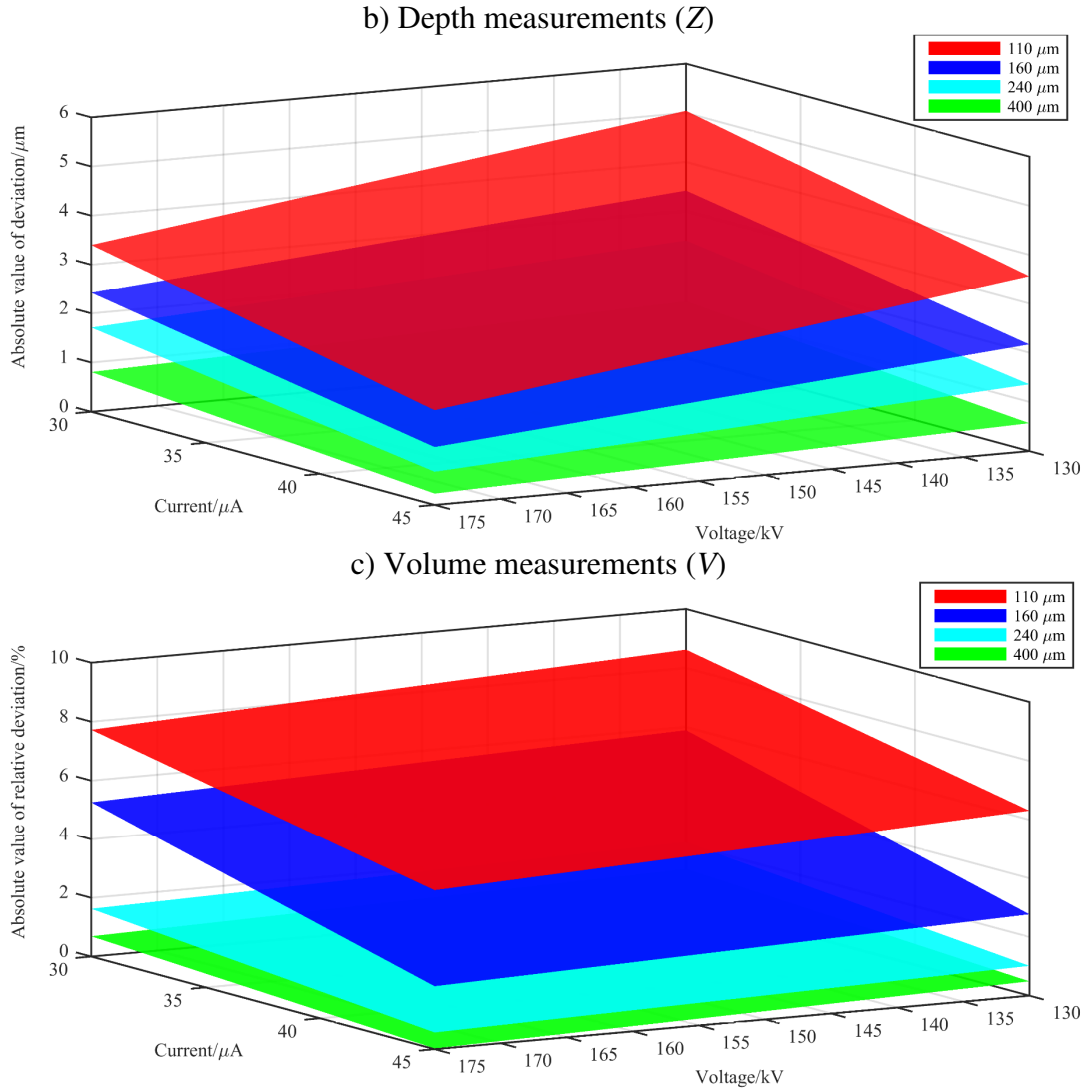 b) Depth measurements (Z)
110 μm
160 μm
240 μm
400 μm
Absolute value of deviation/μm
6
5
4
3
2
1
0
30
35
40
45
Current/μA
175
170
165
160
155
150
145
140
135
130
Voltage/kV
c) Volume measurements (V)
110 μm
160 μm
240 μm
400 μm
Absolute value of relative deviation/%
10
8
6
4
2
0
30
35
40
45
Current/μA
175
170
165
160
155
150
145
140
135
130
Voltage/kV